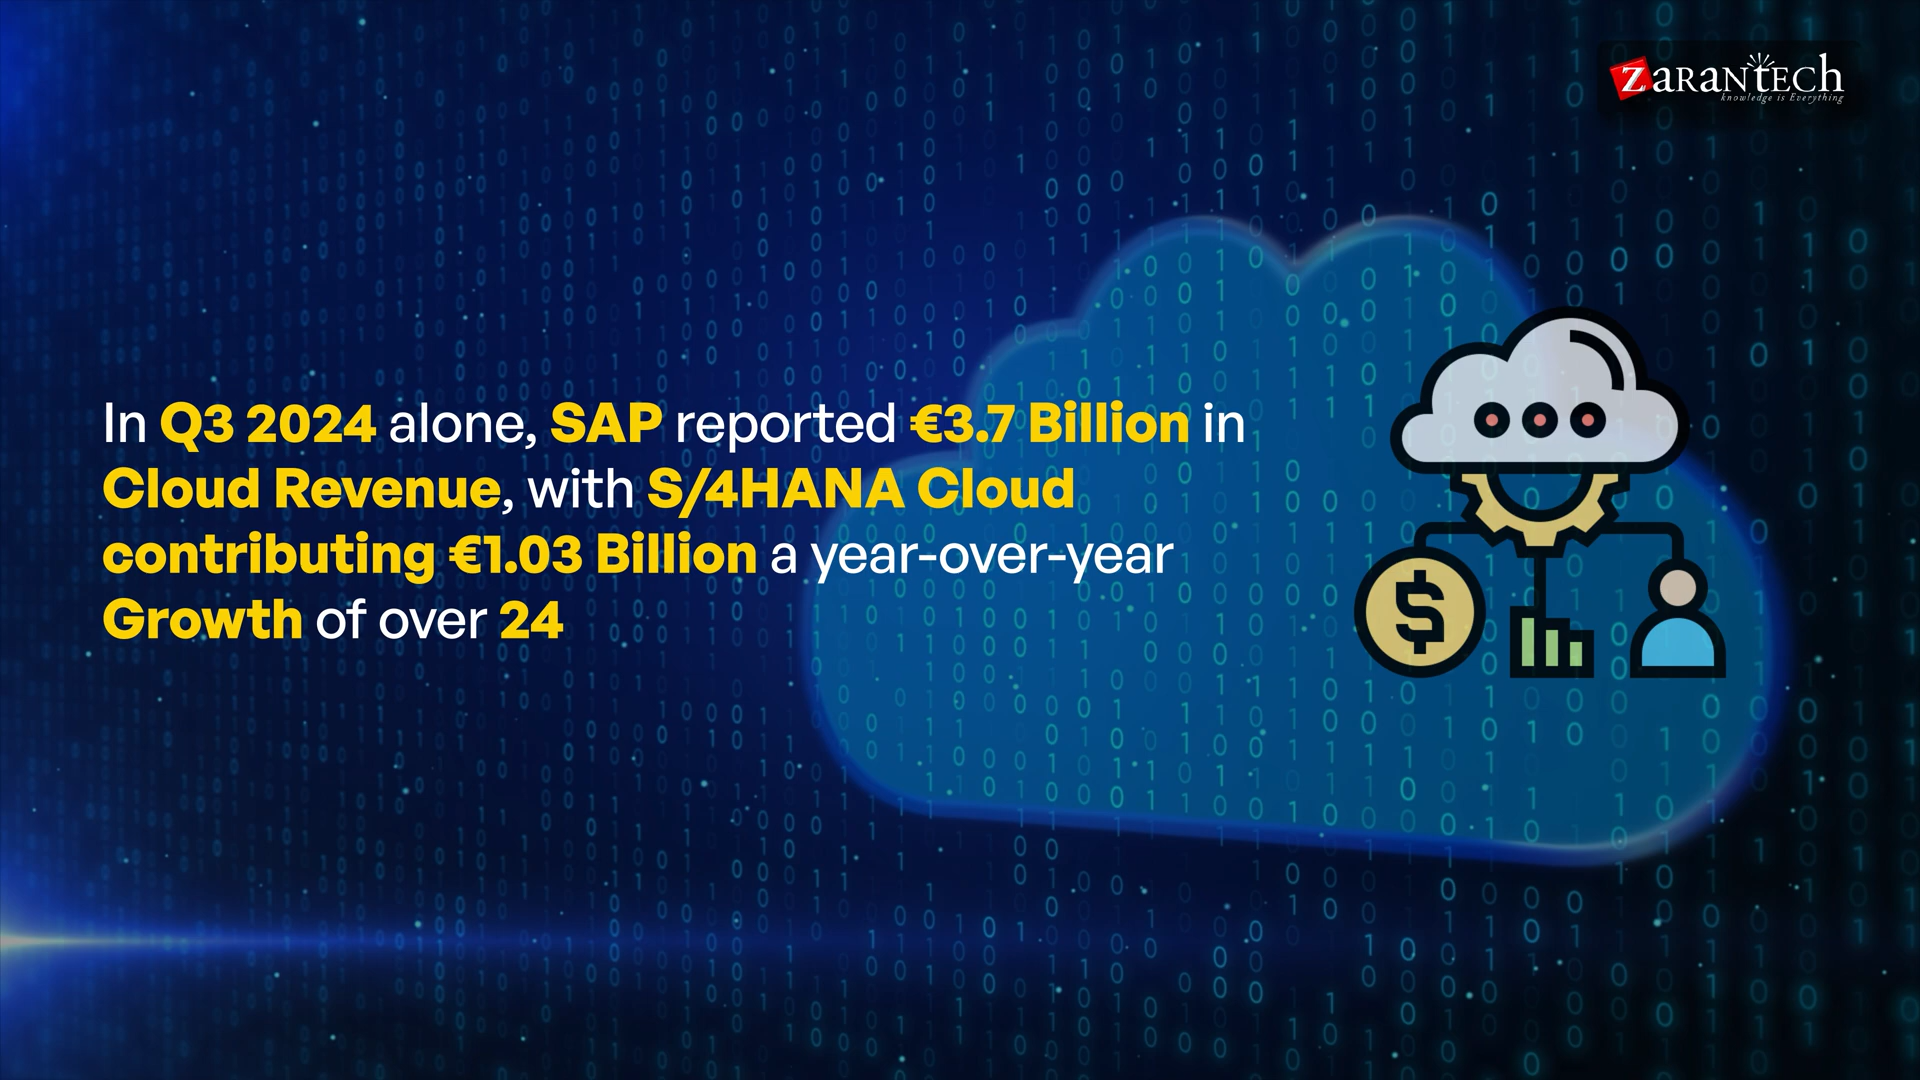 ZARANTECH
knowledge is Everything
In Q3 2024 alone, SAP reported €3.7 Billion in
Cloud Revenue, with S/4HANA Cloud
contributing €1.03 Billion a year-over-year
Growth of over 24